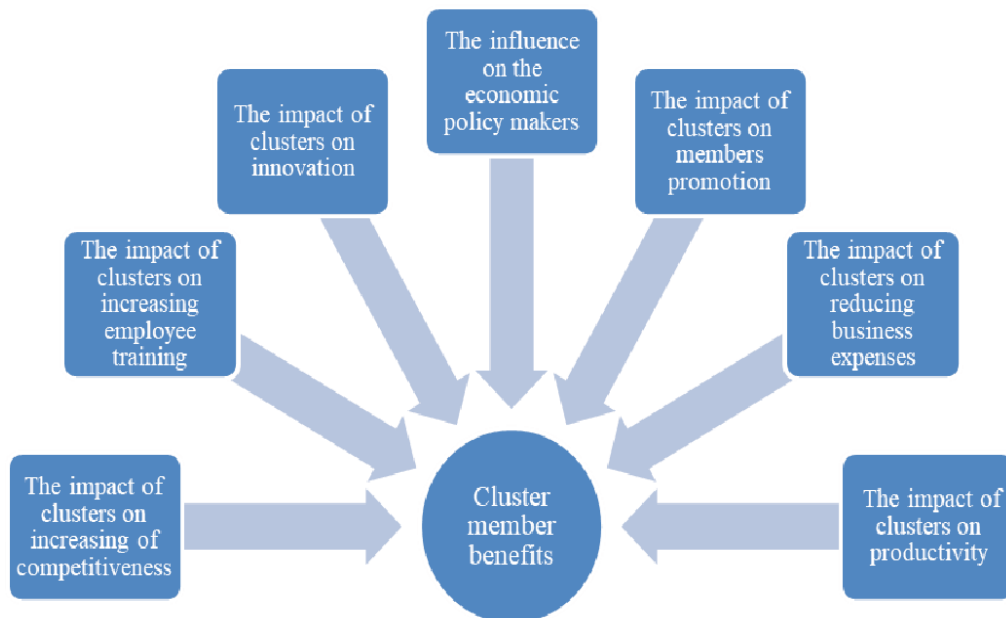 The influence
on the
economic
policy makers
The impact of
clusters on
innovation
The impact of
clusters on
members
promotion
The impact of
clusters on
increasing
employee
training
The impact of
clusters on
reducing
business
expenses
The impact of
clusters on
increasing of
competitiveness
Cluster
member
benefits
The impact of
clusters on
productivity